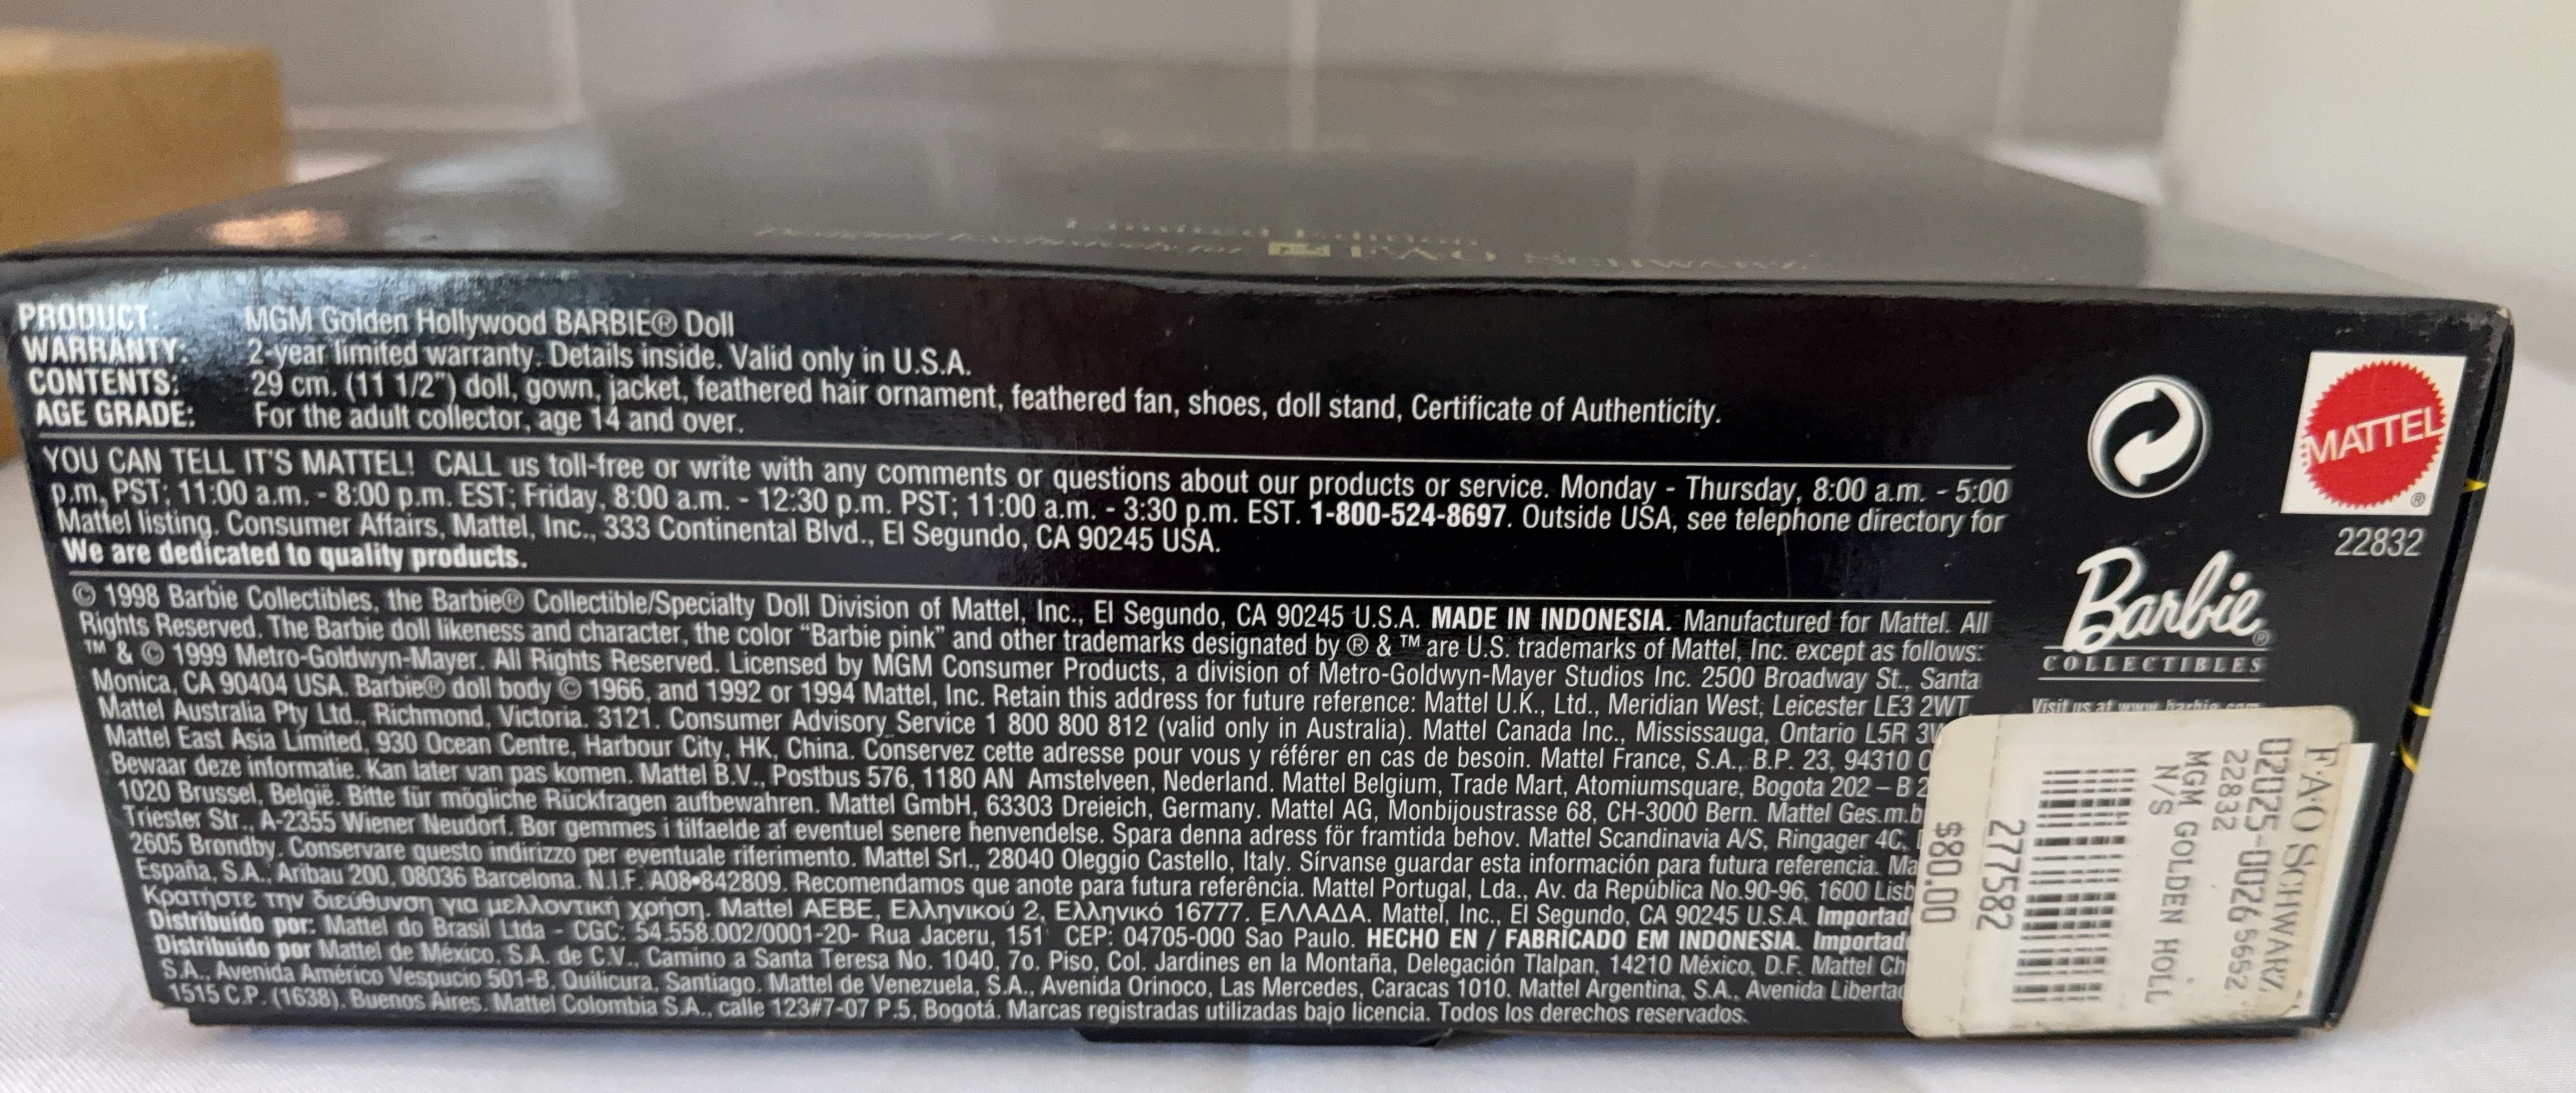 Limited Edition
Designed Exclusively for FAO SCHWARZ
PRODUCT: MGM Golden Hollywood BARBIE® Doll
WARRANTY: 2-year limited warranty. Details inside. Valid only in U.S.A.
CONTENTS: 29 cm. (11 1/2") doll, gown, jacket, feathered hair ornament, feathered fan, shoes, doll stand, Certificate of Authenticity.
AGE GRADE: For the adult collector, age 14 and over.
YOU CAN TELL IT'S MATTEL! CALL us toll-free or write with any comments or questions about our products or service. Monday - Thursday, 8:00 a.m. - 5:00
p.m. PST; 11:00 a.m. - 8:00 p.m. EST; Friday, 8:00 a.m. - 12:30 p.m. PST; 11:00 a.m. - 3:30 p.m. EST. 1-800-524-8697. Outside USA, see telephone directory for
Mattel listing. Consumer Affairs, Mattel, Inc., 333 Continental Blvd., El Segundo, CA 90245 USA.
We are dedicated to quality products.
© 1998 Barbie Collectibles, the Barbie® Collectible/Specialty Doll Division of Mattel, Inc., El Segundo, CA 90245 U.S.A. MADE IN INDONESIA. Manufactured for Mattel. All
Rights Reserved. The Barbie doll likeness and character, the color “Barbie pink” and other trademarks designated by ® & ™ are U.S. trademarks of Mattel, Inc. except as follows:
™ & © 1999 Metro-Goldwyn-Mayer. All Rights Reserved. Licensed by MGM Consumer Products, a division of Metro-Goldwyn-Mayer Studios Inc. 2500 Broadway St., Santa
Monica, CA 90404 USA. Barbie® doll body © 1966, and 1992 or 1994 Mattel, Inc. Retain this address for future reference: Mattel U.K., Ltd., Meridian West, Leicester LE3 2WT.
Mattel Australia Pty Ltd., Richmond, Victoria. 3121. Consumer Advisory Service 1 800 800 812 (valid only in Australia). Mattel Canada Inc., Mississauga, Ontario L5R
Mattel East Asia Limited, 930 Ocean Centre, Harbour City, HK, China. Conservez cette adresse pour vous y référer en cas de besoin. Mattel France, S.A., B.P. 23, 94310
Bewaar deze informatie. Kan later van pas komen. Mattel B.V., Postbus 576, 1180 AN Amstelveen, Nederland. Mattel Belgium, Trade Mart, Atomiumsquare, Bogota 202 – B
1020 Brussel, België. Bitte für mögliche Rückfragen aufbewahren. Mattel GmbH, 63303 Dreieich, Germany. Mattel AG, Monbijoustrasse 68, CH-3000 Bern. Mattel Ges.m.b
Triester Str., A-2355 Wiener Neudorf. Bør gemmes i tilfaelde af eventuel senere henvendelse. Spara denna adress för framtida behov. Mattel Scandinavia A/S, Ringager 4C,
2605 Brøndby. Conservare questo indirizzo per eventuale riferimento. Mattel Srl., 28040 Oleggio Castello, Italy. Sírvanse guardar esta información para futura referencia. Ma
España, S.A., Aribau 200. 08036 Barcelona. N.I.F. A08•842809. Recomendamos que anote para futura referência. Mattel Portugal, Lda., Av. da República No.90-96, 1600 Lisb
Κρατήστε την διεύθυνση για μελλοντική χρήση. Mattel AEBE, Ελληνικού 2, Ελληνικό 16777. ΕΛΛΑΔΑ. Mattel, Inc., El Segundo, CA 90245 U.S.A. Importad
Distribuído por: Mattel do Brasil Ltda - CGC: 54.558.002/0001-20- Rua Jaceru, 151 CEP: 04705-000 Sao Paulo. HECHO EN / FABRICADO EM INDONESIA. Importad
Distribuido por Mattel de México, S.A. de C.V., Camino a Santa Teresa No. 1040, 7o. Piso, Col. Jardines en la Montaña, Delegación Tlalpan, 14210 México, D.F. Mattel Ch
S.A., Avenida Américo Vespucio 501-B, Quilicura, Santiago. Mattel de Venezuela, S.A., Avenida Orinoco, Las Mercedes, Caracas 1010. Mattel Argentina, S.A., Avenida Libertad
1515 C.P. (1638), Buenos Aires. Mattel Colombia S.A., calle 123#7-07 P.5, Bogotá. Marcas registradas utilizadas bajo licencia. Todos los derechos reservados.
MATTEL®
22832
Barbie®
COLLECTIBLES
Visit us at www.barbie.com
F·A·O SCHWARZ
02025-0026 56552
22832
MGM GOLDEN HOLL
N/S
277582
$80.00